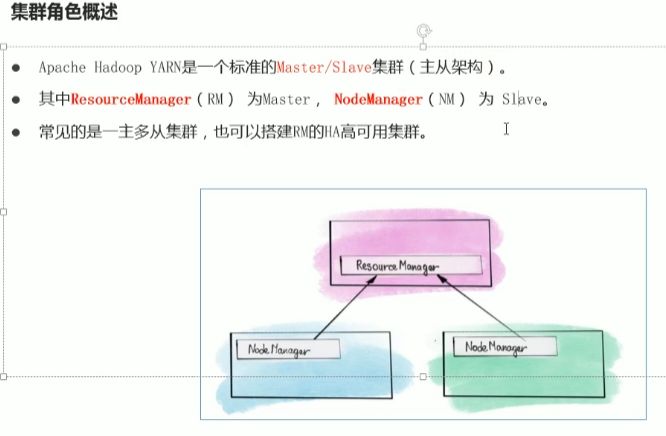 集群角色概述
Apache Hadoop YARN是一个标准的Master/Slave集群（主从架构）。
其中ResourceManager（RM） 为Master， NodeManager（NM） 为 Slave。
常见的是一主多从集群，也可以搭建RM的HA高可用集群。
Resource Manager
Node Manager
Node Manager